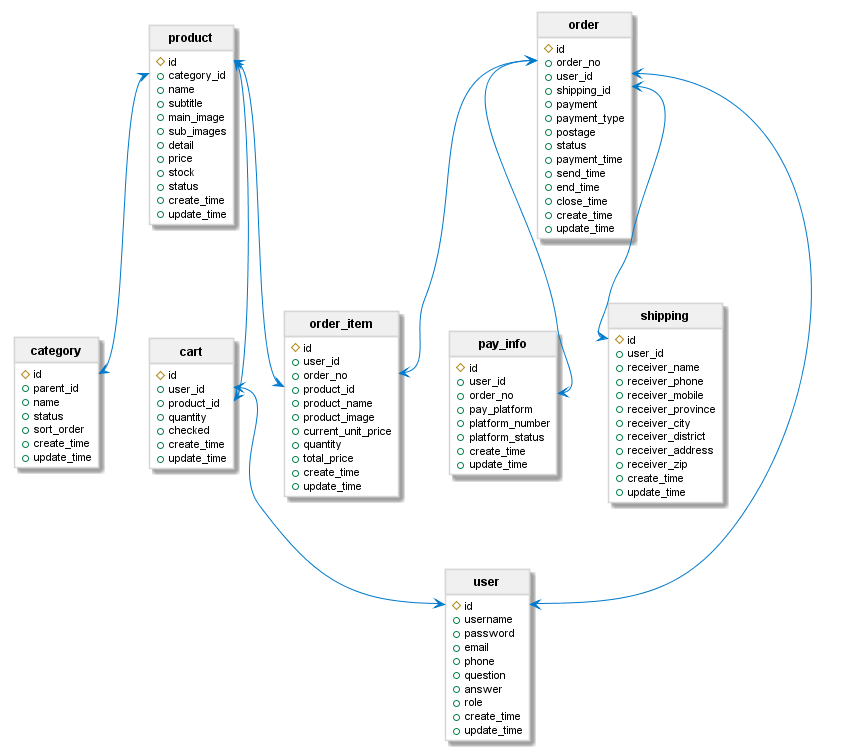 product
id
category_id
name
subtitle
main_image
sub_images
detail
price
stock
status
create_time
update_time
order
id
order_no
user_id
shipping_id
payment
payment_type
postage
status
payment_time
send_time
end_time
close_time
create_time
update_time
category
id
parent_id
name
status
sort_order
create_time
update_time
cart
id
user_id
product_id
quantity
checked
create_time
update_time
order_item
id
user_id
order_no
product_id
product_name
product_image
current_unit_price
quantity
total_price
create_time
update_time
pay_info
id
user_id
order_no
pay_platform
platform_number
platform_status
create_time
update_time
shipping
id
user_id
receiver_name
receiver_phone
receiver_mobile
receiver_province
receiver_city
receiver_district
receiver_address
receiver_zip
create_time
update_time
user
id
username
password
email
phone
question
answer
role
create_time
update_time